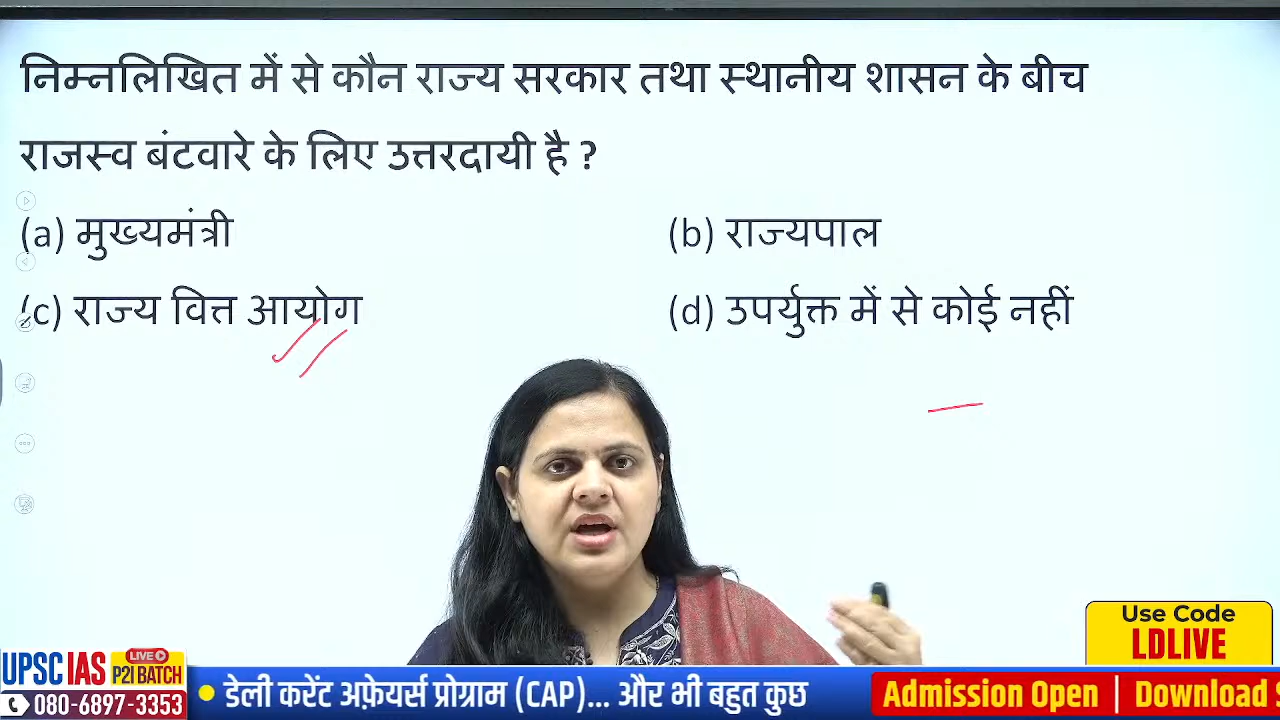 निम्नलिखित में से कौन राज्य सरकार तथा स्थानीय शासन के बीच
राजस्व बंटवारे के लिए उत्तरदायी है ?
(a) मुख्यमंत्री
(b) राज्यपाल
(c) राज्य वित्त आयोग
(d) उपर्युक्त में से कोई नहीं
Use Code
LDLIVE
UPSC IAS
LIVE
P21 BATCH
080-6897-3353
डेली करेंट अफ़ेयर्स प्रोग्राम (CAP)... और भी बहुत कुछ
Admission Open | Download